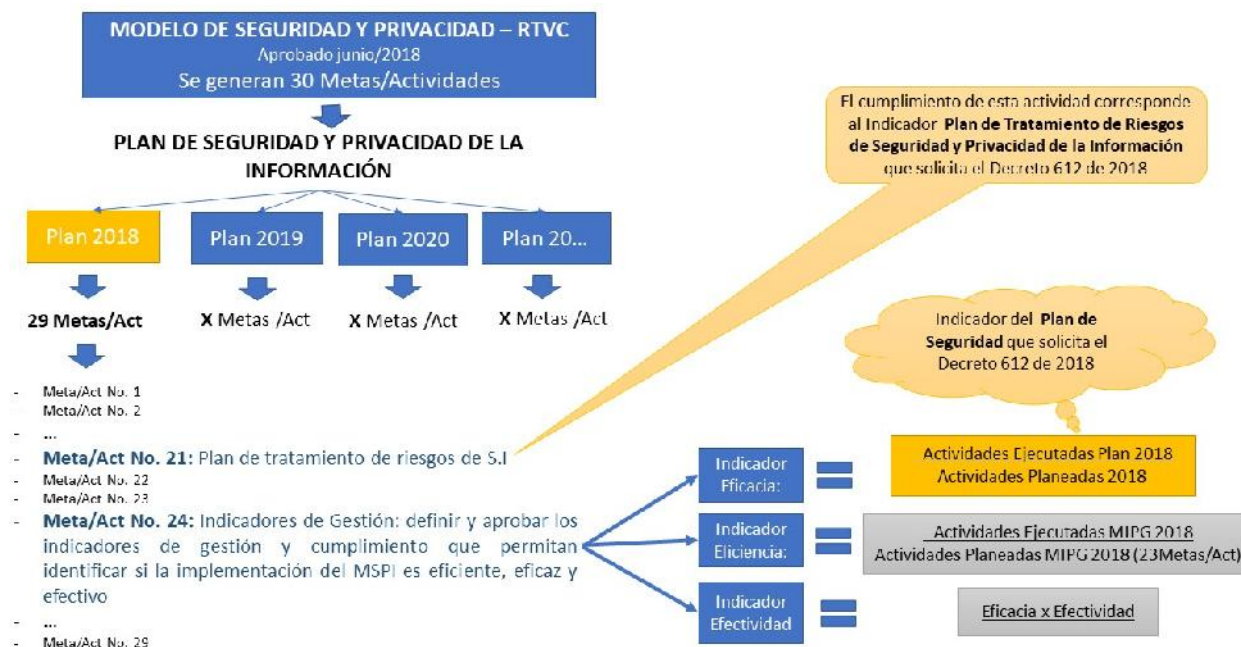 MODELO DE SEGURIDAD Y PRIVACIDAD – RTVC
Aprobado junio/2018
Se generan 30 Metas/Actividades
PLAN DE SEGURIDAD Y PRIVACIDAD DE LA
INFORMACIÓN
Plan 2018
Plan 2019
Plan 2020
Plan 20...
29 Metas/Act
X Metas /Act
X Metas /Act
X Metas /Act
- Meta/Act No. 1
- Meta/Act No. 2
- ...
- Meta/Act No. 21: Plan de tratamiento de riesgos de S.I
- Meta/Act No. 22
- Meta/Act No. 23
- Meta/Act No. 24: Indicadores de Gestión: definir y aprobar los
indicadores de gestión y cumplimiento que permitan
identificar si la implementación del MSPI es eficiente, eficaz y
efectivo
- ...
- Meta/Act No. 29
El cumplimiento de esta actividad corresponde
al Indicador Plan de Tratamiento de Riesgos
de Seguridad y Privacidad de la Información
que solicita el Decreto 612 de 2018
Indicador del Plan de
Seguridad que solicita el
Decreto 612 de 2018
Indicador
Eficacia:
Actividades Ejecutadas Plan 2018
Actividades Planeadas 2018
Indicador
Eficiencia:
Actividades Ejecutadas MIPG 2018
Actividades Planeadas MIPG 2018 (23Metas/Act)
Indicador
Efectividad
Eficacia x Efectividad